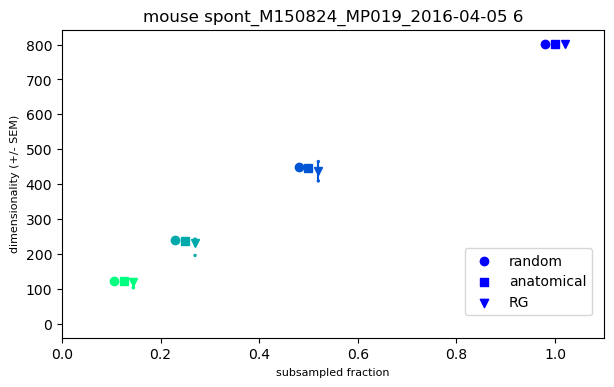 mouse spont_M150824_MP019_2016-04-05 6
dimensionality (+/- SEM)
800
700
600
500
400
300
200
100
0
random
anatomical
RG
0.0 0.2 0.4 0.6 0.8 1.0
subsampled fraction